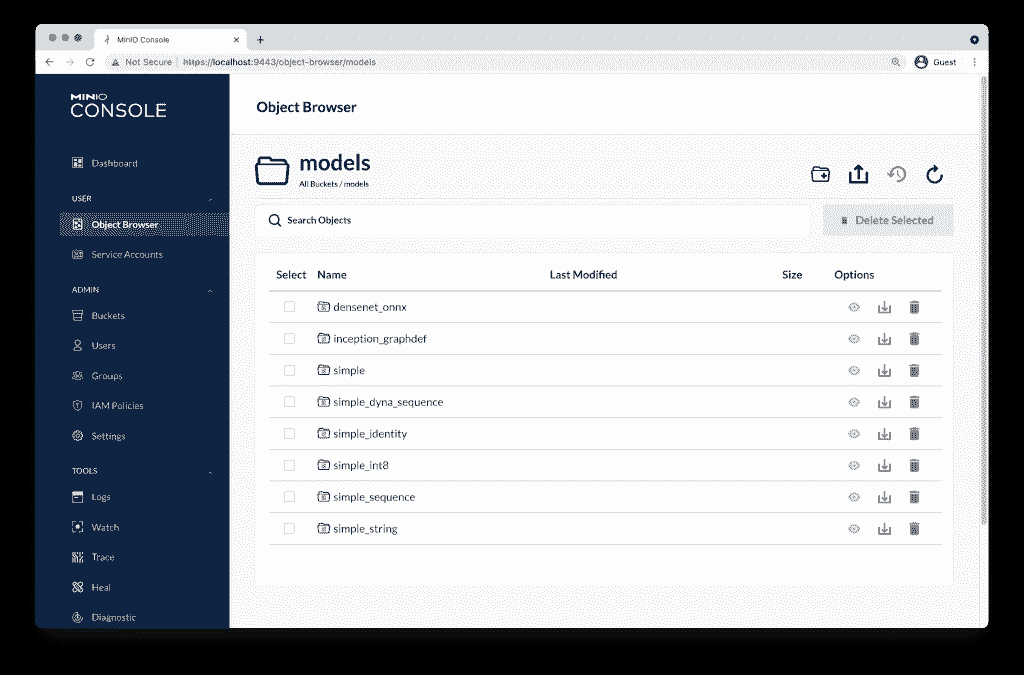 MinIO Console
Not Secure
https://localhost:9443/object-browser/models
Guest
MINIO
CONSOLE
Dashboard
USER
Object Browser
Service Accounts
ADMIN
Buckets
Users
Groups
IAM Policies
Settings
TOOLS
Logs
Watch
Trace
Heal
Diagnostic
Object Browser
models
All Buckets / models
Search Objects
Delete Selected
Select Name Last Modified Size Options
densenet_onnx
inception_graphdef
simple
simple_dyna_sequence
simple_identity
simple_int8
simple_sequence
simple_string